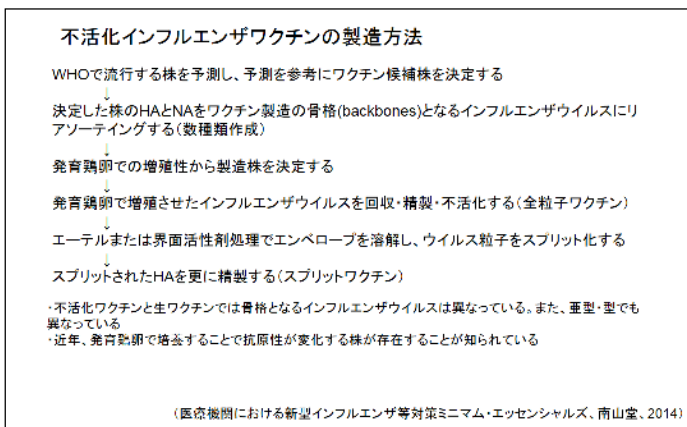 不活化インフルエンザワクチンの製造方法
WHOで流行する株を予測し、予測を参考にワクチン候補株を決定する
↓
決定した株のHAとNAをワクチン製造の骨格(backbones)となるインフルエンザウイルスにリ
アソーテイングする(数種類作成)
↓
発育鶏卵での増殖性から製造株を決定する
↓
発育鶏卵で増殖させたインフルエンザウイルスを回収・精製・不活化する(全粒子ワクチン)
↓
エーテルまたは界面活性剤処理でエンベロープを溶解し、ウイルス粒子をスプリット化する
↓
スプリットされたHAを更に精製する(スプリットワクチン)
・不活化ワクチンと生ワクチンでは骨格となるインフルエンザウイルスは異なっている。また、亜型・型でも
異なっている
・近年、発育鶏卵で培養することで抗原性が変化する株が存在することが知られている
(医療機関における新型インフルエンザ等対策ミニマム・エッセンシャルズ、南山堂、2014)